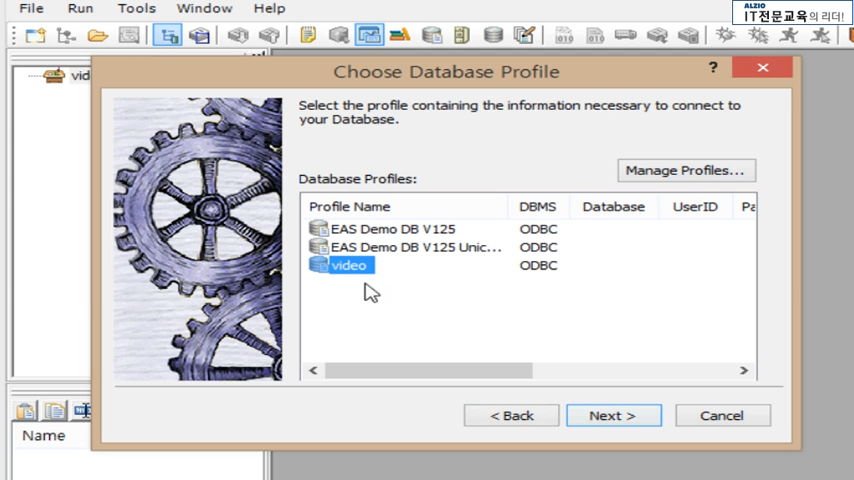 File Run Tools Window Help
ALZIO
IT전문교육의 리더!
vid
Choose Database Profile
?
Select the profile containing the information necessary to connect to
your Database.
Manage Profiles...
Database Profiles:
Profile Name DBMS Database UserID Pa
EAS Demo DB V125 ODBC
EAS Demo DB V125 Unic... ODBC
video ODBC
< Back Next > Cancel
Name